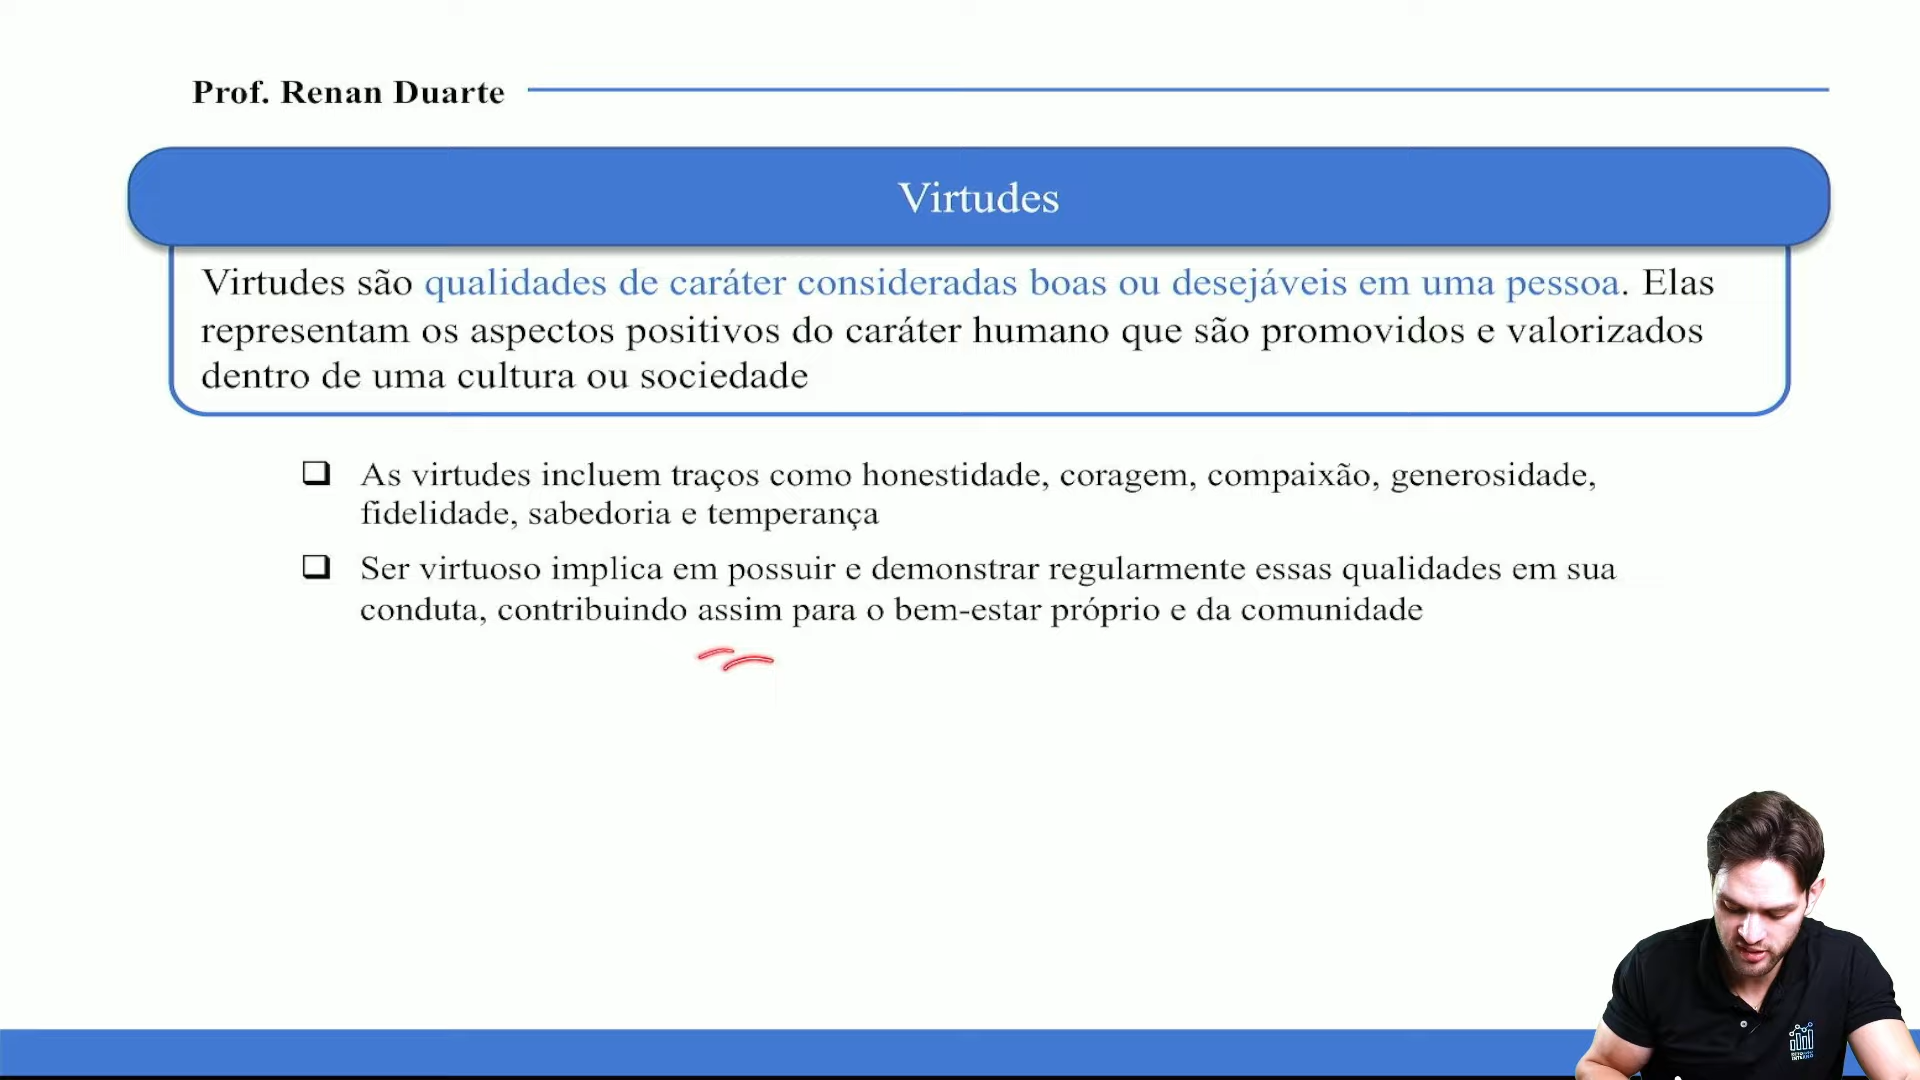 Prof. Renan Duarte
Virtudes
Virtudes são qualidades de caráter consideradas boas ou desejáveis em uma pessoa. Elas
representam os aspectos positivos do caráter humano que são promovidos e valorizados
dentro de uma cultura ou sociedade
As virtudes incluem traços como honestidade, coragem, compaixão, generosidade,
fidelidade, sabedoria e temperança
Ser virtuoso implica em possuir e demonstrar regularmente essas qualidades em sua
conduta, contribuindo assim para o bem-estar próprio e da comunidade